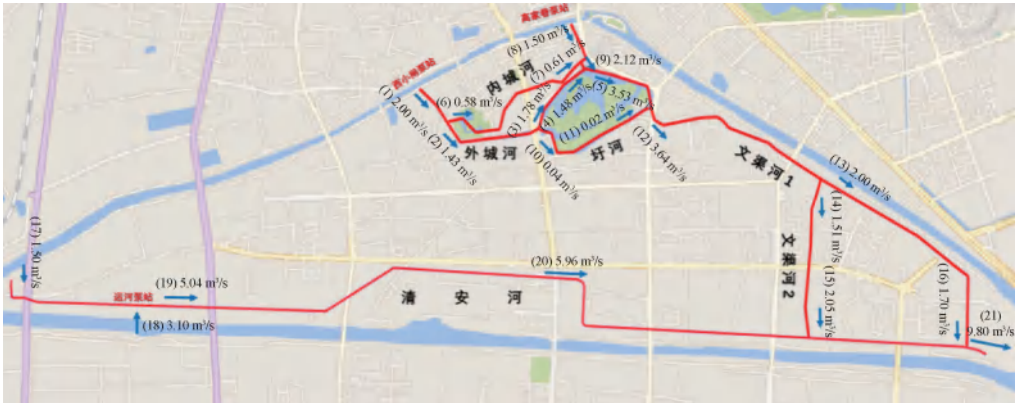 高家巷泵站
(8) 1.50 m³/s
(7) 0.61 m³/s
(9) 2.12 m³/s
内城河
西小闸泵站
(1) 2.00 m³/s
(6) 0.58 m³/s
(2) 1.43 m³/s
(3) 1.78 m³/s
(4) 1.48 m³/s
(5) 3.53 m³/s
(11) 0.02 m³/s
外城河
(10) 0.04 m³/s
圩河
(12) 3.64 m³/s
文渠河1
(13) 2.00 m³/s
(14) 1.51 m³/s
文渠河2
(15) 2.05 m³/s
(16) 1.70 m³/s
(17) 1.50 m³/s
(19) 5.04 m³/s
(20) 5.96 m³/s
运河泵站
清安河
(18) 3.10 m³/s
(21)
9.80 m³/s